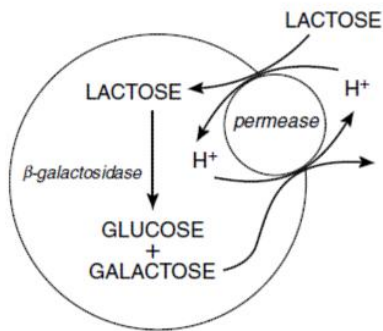 LACTOSE
LACTOSE
H⁺
permease
H⁺
β-galactosidase
GLUCOSE
+
GALACTOSE